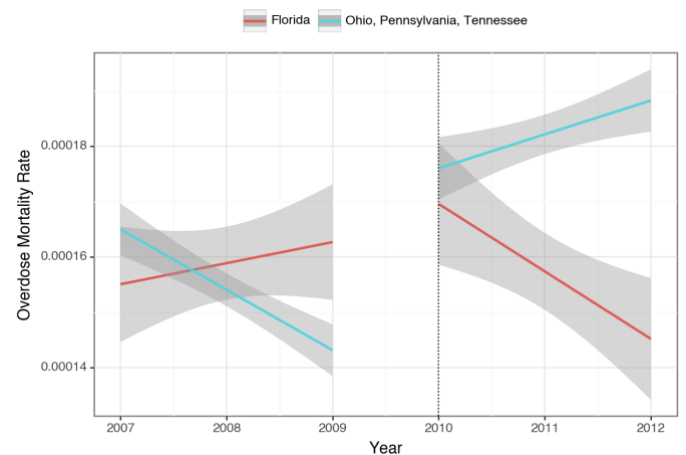 Florida Ohio, Pennsylvania, Tennessee
Overdose Mortality Rate
0.00018
0.00016
0.00014
2007 2008 2009 2010 2011 2012
Year